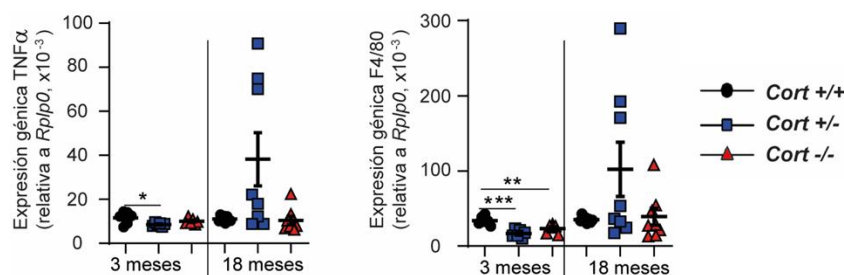 Expresión génica TNFα
(relativa a Rplp0, x10⁻³)
100
80
60
40
20
0
*
3 meses
18 meses
Expresión génica F4/80
(relativa a Rplp0, x10⁻³)
300
200
100
0
**
***
3 meses
18 meses
Cort +/+
Cort +/-
Cort -/-